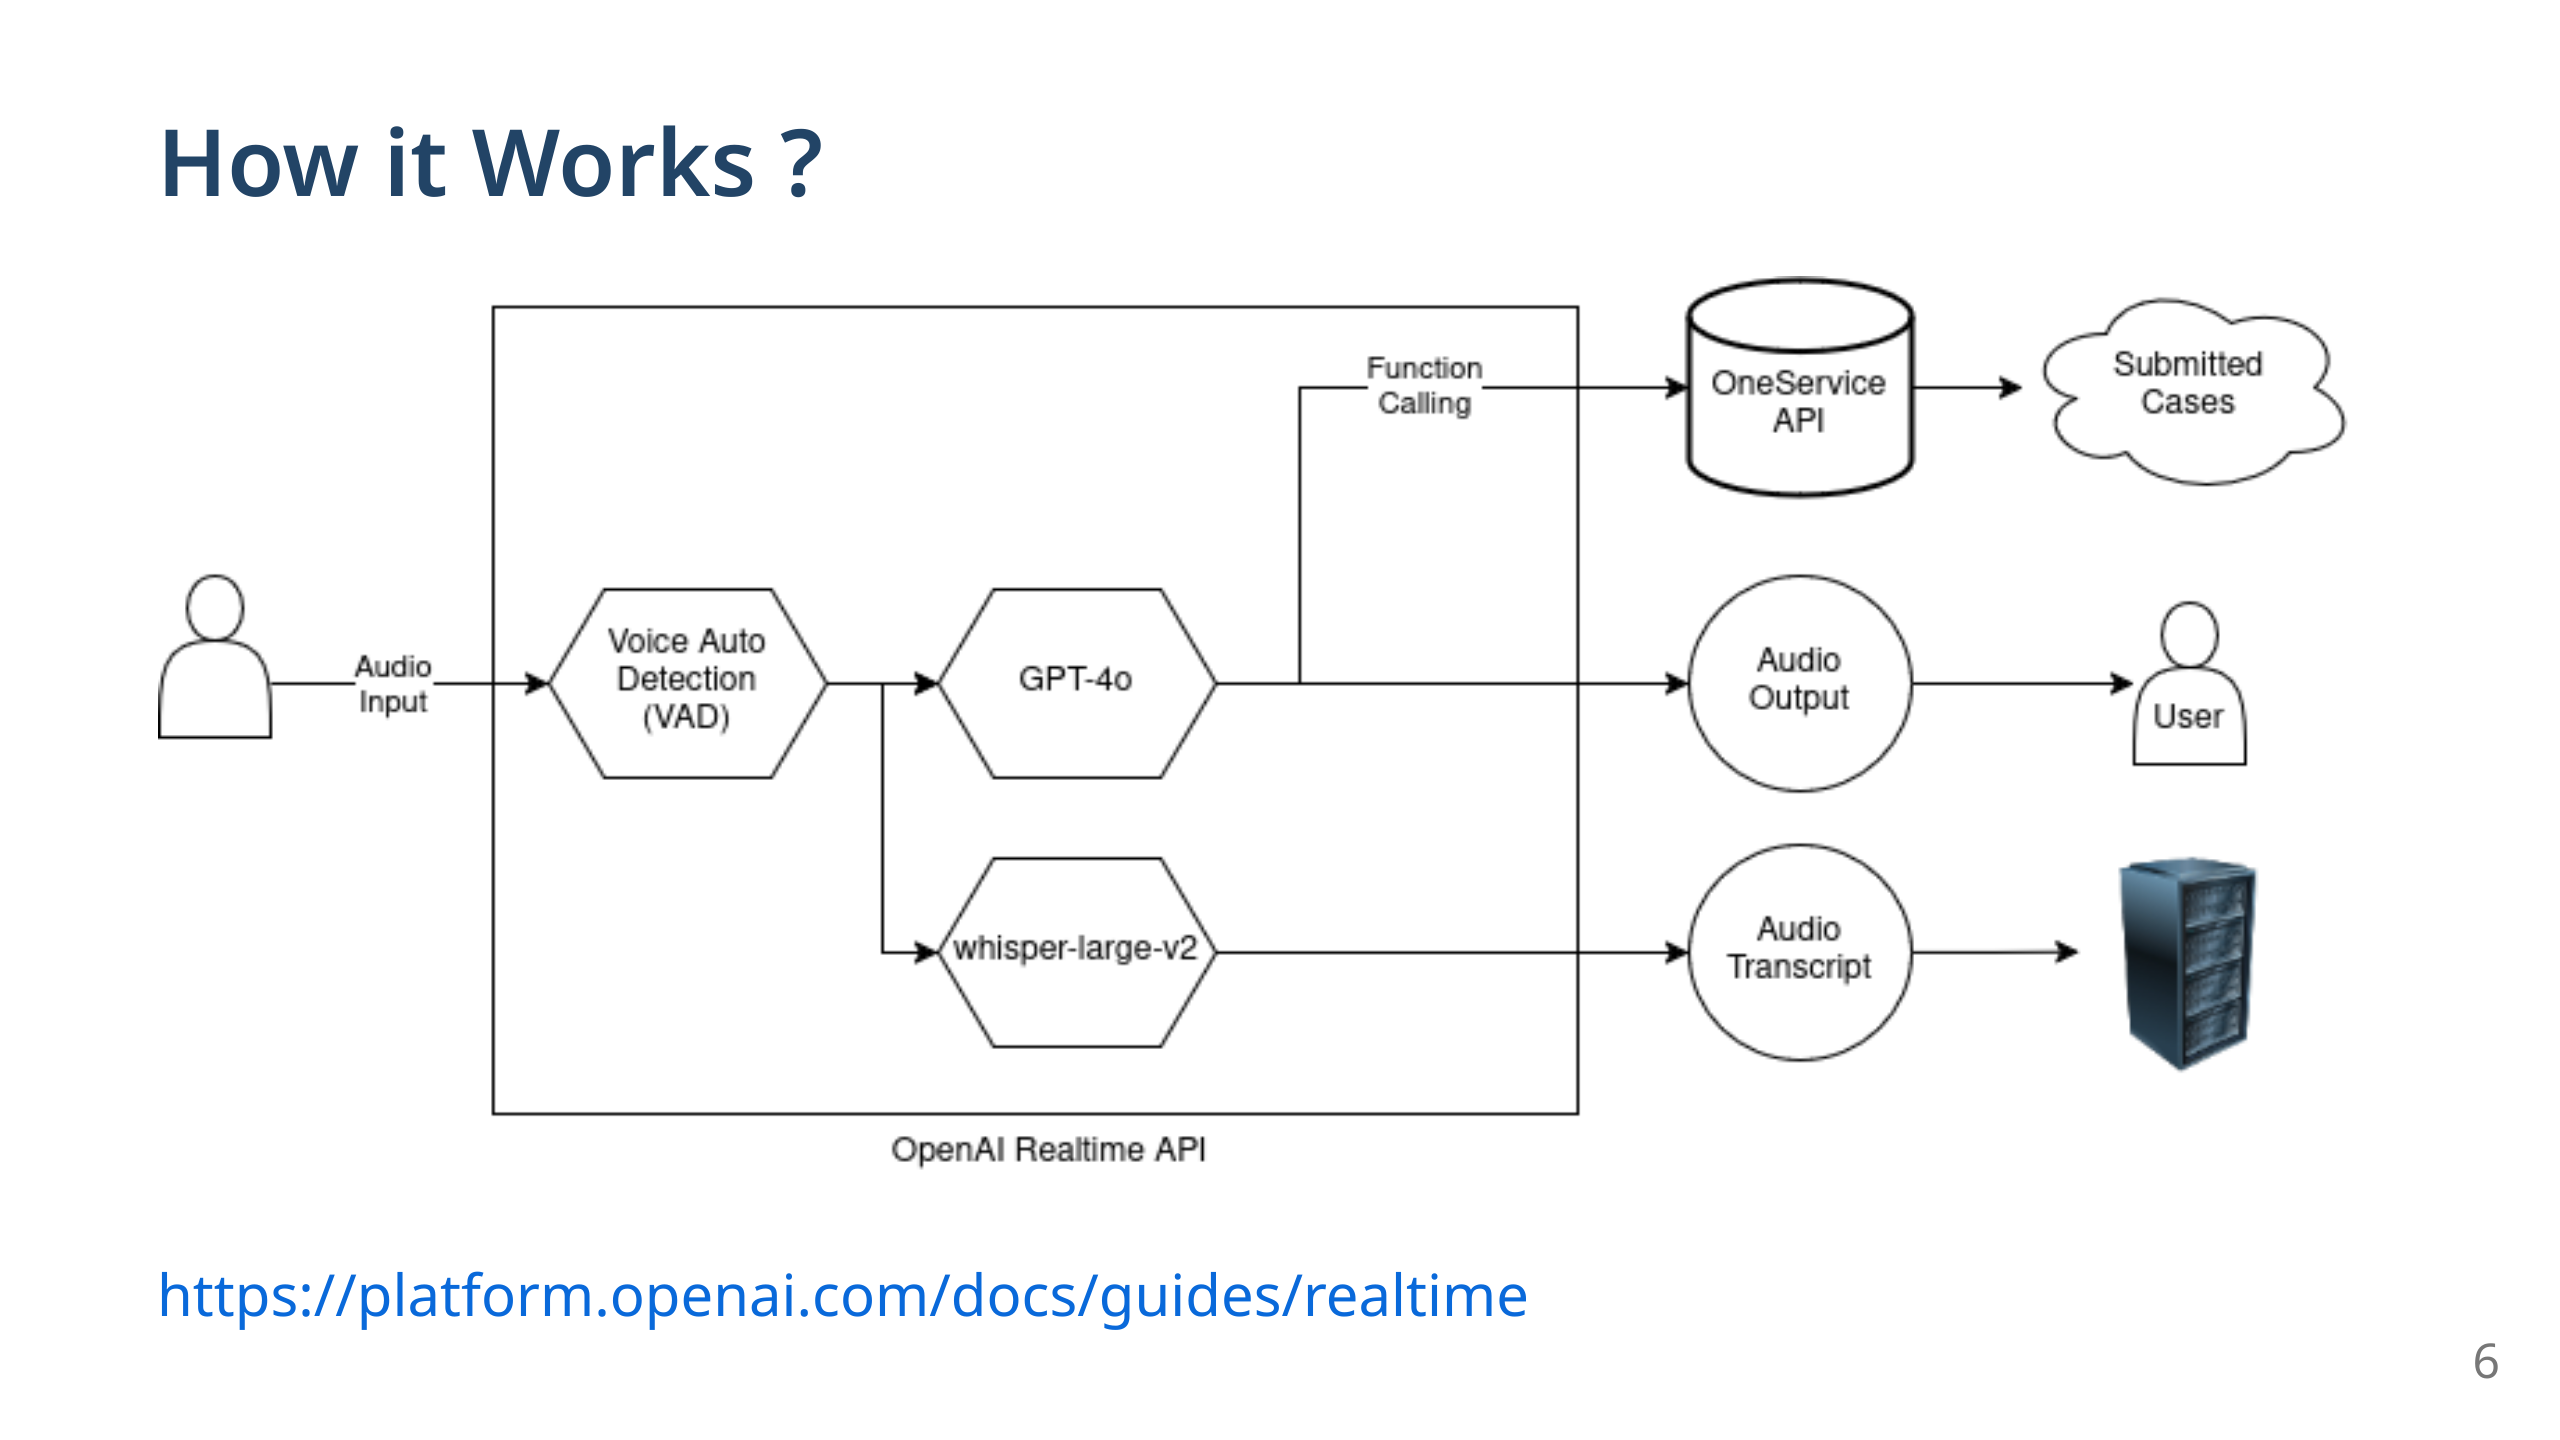 How it Works ?
Function
Calling
OneService
API
Submitted
Cases
Audio
Input
Voice Auto
Detection
(VAD)
GPT-4o
Audio
Output
User
whisper-large-v2
Audio
Transcript
OpenAI Realtime API
https://platform.openai.com/docs/guides/realtime
6